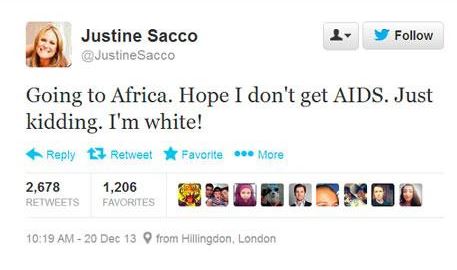 Justine Sacco
@JustineSacco
Follow
Going to Africa. Hope I don't get AIDS. Just
kidding. I'm white!
Reply Retweet Favorite More
2,678 1,206
RETWEETS FAVORITES
10:19 AM - 20 Dec 13 from Hillingdon, London